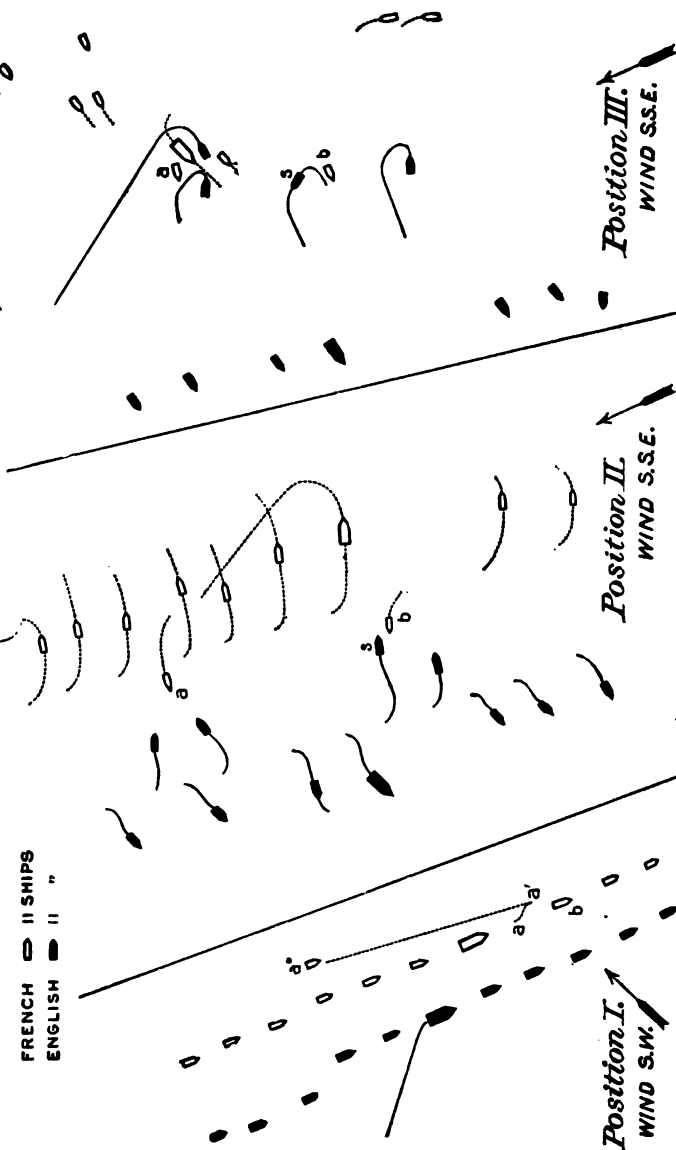 FRENCH 11 SHIPS
ENGLISH 11 "
a"
a
a'
b
Position I.
WIND S.W.
a
s
b
Position II.
WIND S.S.E.
a
s
b
Position III.
WIND S.S.E.